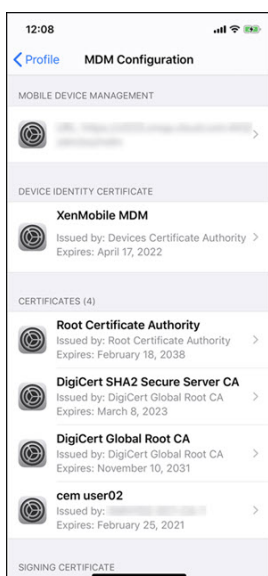 12:08
Profile
MDM Configuration
MOBILE DEVICE MANAGEMENT
DEVICE IDENTITY CERTIFICATE
XenMobile MDM
Issued by: Devices Certificate Authority
Expires: April 17, 2022
CERTIFICATES (4)
Root Certificate Authority
Issued by: Root Certificate Authority
Expires: February 18, 2038
DigiCert SHA2 Secure Server CA
Issued by: DigiCert Global Root CA
Expires: March 8, 2023
DigiCert Global Root CA
Issued by: DigiCert Global Root CA
Expires: November 10, 2031
cem user02
Issued by:
Expires: February 25, 2021
SIGNING CERTIFICATE